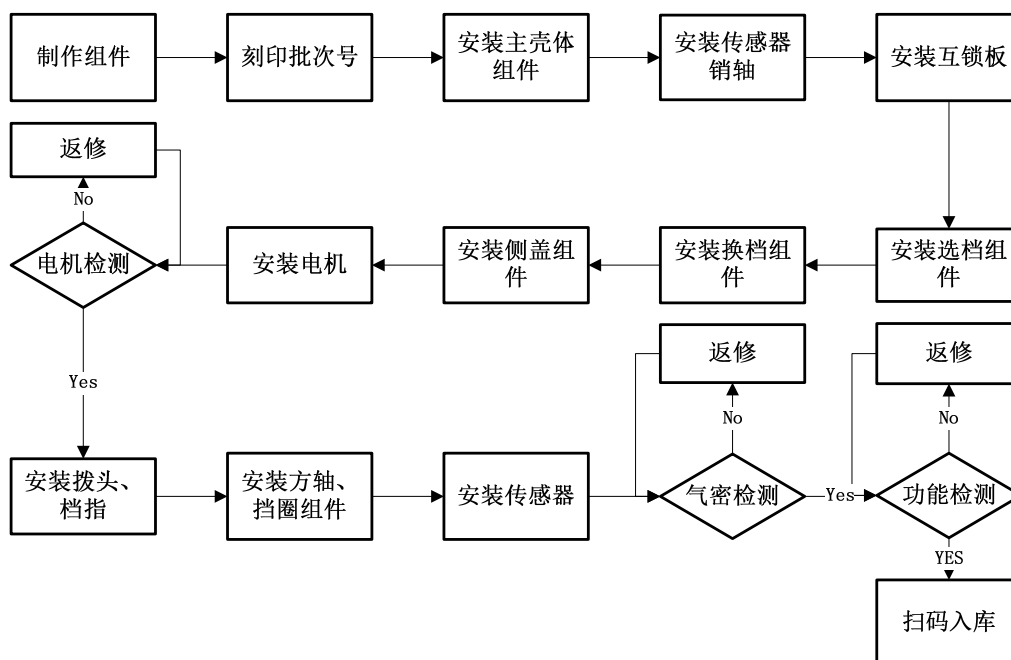 制作组件
刻印批次号
安装主壳体
组件
安装传感器
销轴
安装互锁板
返修
No
电机检测
安装电机
安装侧盖组
件
安装换档组
件
安装选档组
件
Yes
返修
返修
No
No
安装拨头、
档指
安装方轴、
挡圈组件
安装传感器
气密检测
Yes
功能检测
YES
扫码入库